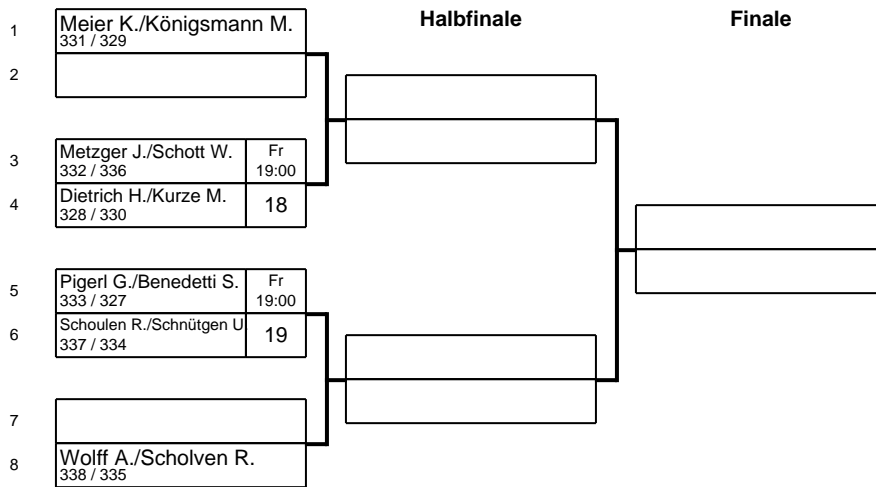 Halbfinale
Finale
1
Meier K./Königsmann M.
331 / 329
2
3
Metzger J./Schott W.
332 / 336
Fr
19:00
4
Dietrich H./Kurze M.
328 / 330
18
5
Pigerl G./Benedetti S.
333 / 327
Fr
19:00
6
Schoulen R./Schnütgen U.
337 / 334
19
7
8
Wolff A./Scholven R.
338 / 335